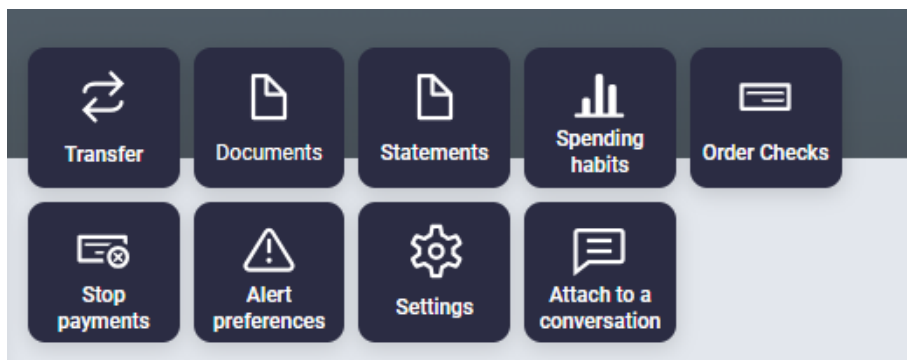 Transfer
Documents
Statements
Spending
habits
Order Checks
Stop
payments
Alert
preferences
Settings
Attach to a
conversation